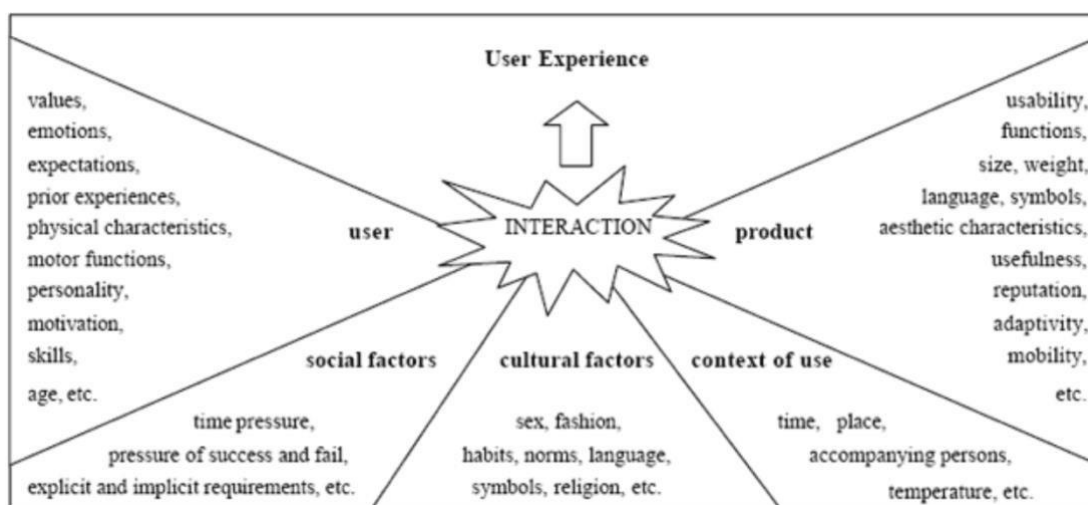 User Experience
values,
emotions,
expectations,
prior experiences,
physical characteristics,
motor functions,
personality,
motivation,
skills,
age, etc.
user
INTERACTION
product
usability,
functions,
size, weight,
language, symbols,
aesthetic characteristics,
usefulness,
reputation,
adaptivity,
mobility,
etc.
social factors
time pressure,
pressure of success and fail,
explicit and implicit requirements, etc.
cultural factors
sex, fashion,
habits, norms, language,
symbols, religion, etc.
context of use
time, place,
accompanying persons,
temperature, etc.